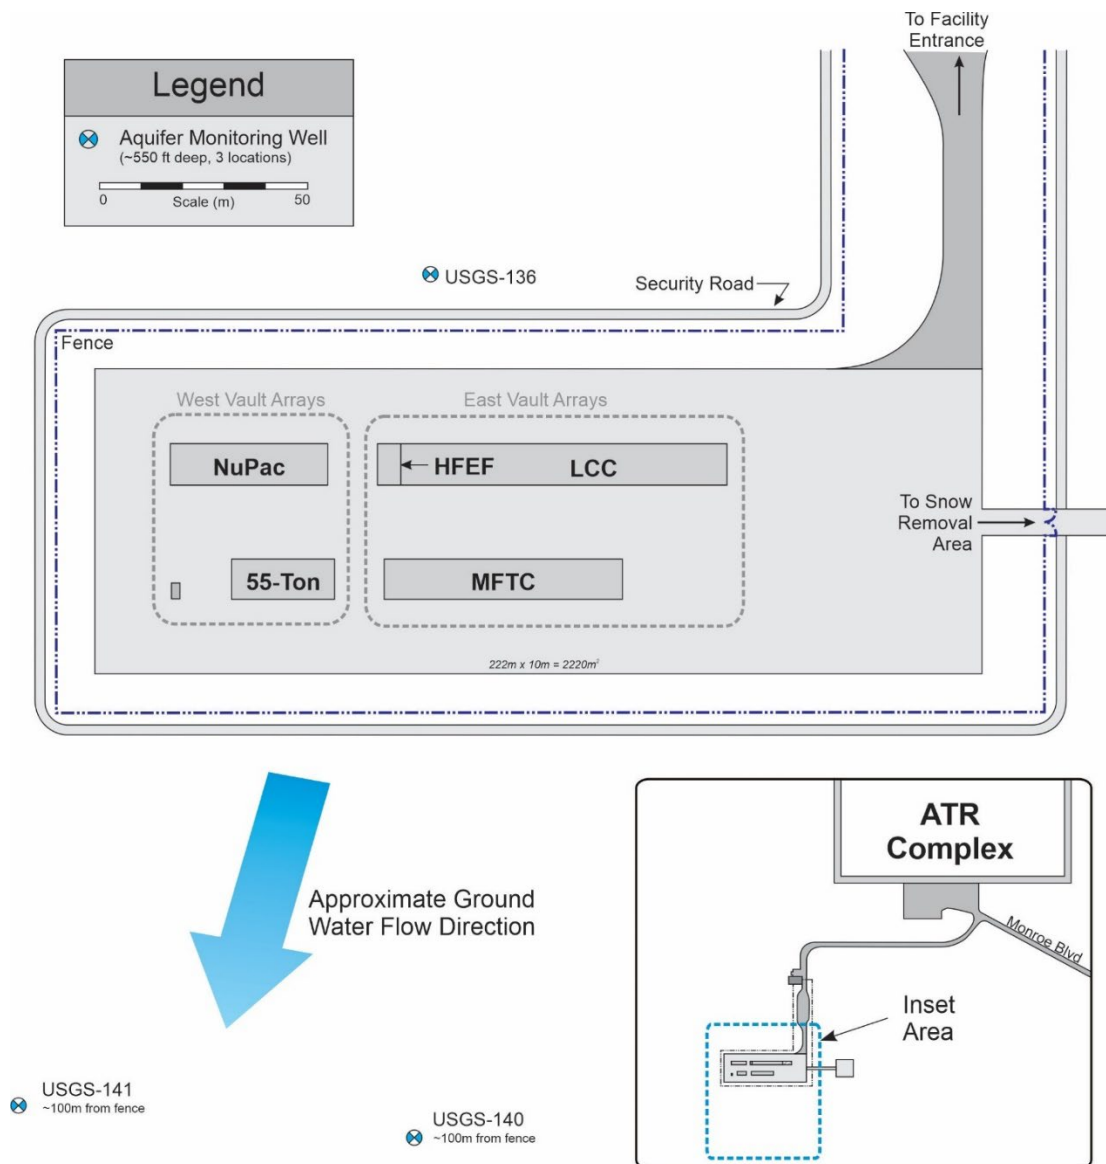 To Facility
Entrance
Legend
Aquifer Monitoring Well
(~550 ft deep, 3 locations)
0 50
Scale (m)
USGS-136
Security Road
Fence
West Vault Arrays
East Vault Arrays
NuPac
HFEF
LCC
To Snow
Removal
Area
55-Ton
MFTC
222m x 10m = 2220m²
Approximate Ground
Water Flow Direction
ATR
Complex
Monroe Blvd
Inset
Area
USGS-141
~100m from fence
USGS-140
~100m from fence